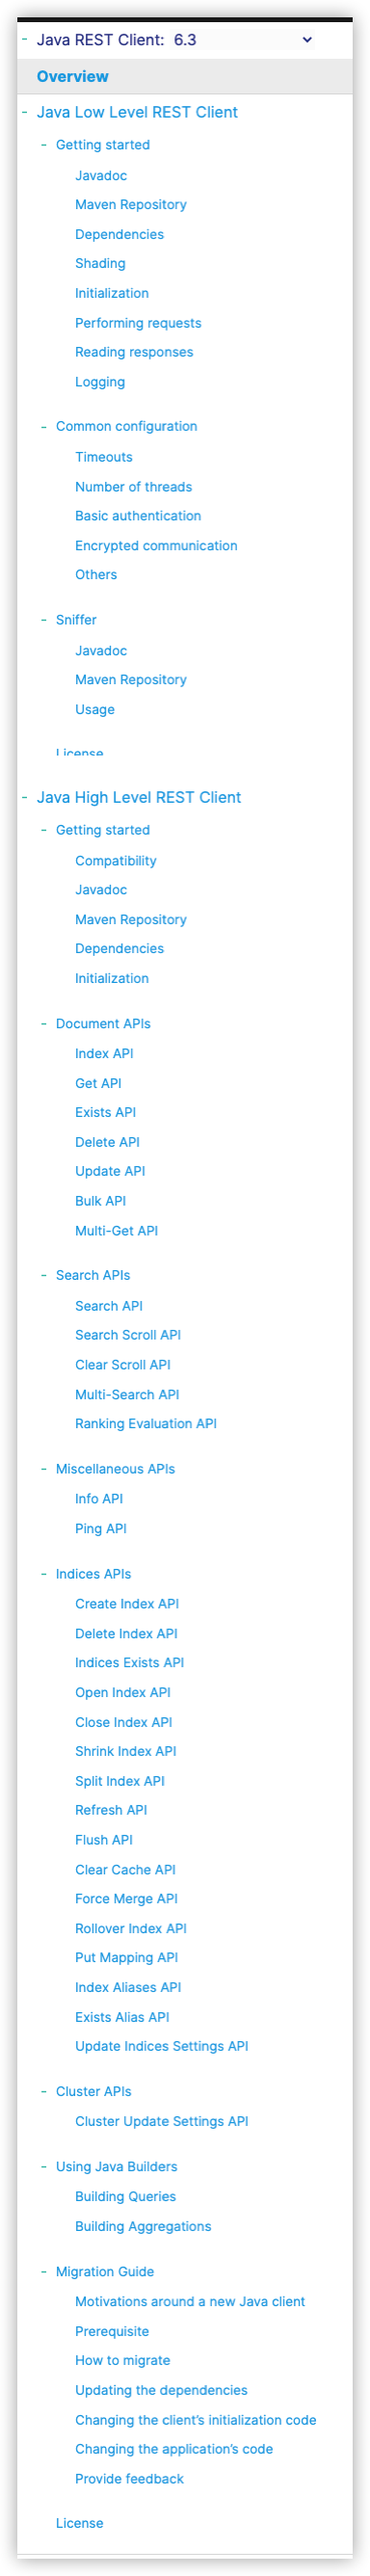 - Java REST Client: 6.3
Overview
- Java Low Level REST Client
- Getting started
Javadoc
Maven Repository
Dependencies
Shading
Initialization
Performing requests
Reading responses
Logging
- Common configuration
Timeouts
Number of threads
Basic authentication
Encrypted communication
Others
- Sniffer
Javadoc
Maven Repository
Usage
License
- Java High Level REST Client
- Getting started
Compatibility
Javadoc
Maven Repository
Dependencies
Initialization
- Document APIs
Index API
Get API
Exists API
Delete API
Update API
Bulk API
Multi-Get API
- Search APIs
Search API
Search Scroll API
Clear Scroll API
Multi-Search API
Ranking Evaluation API
- Miscellaneous APIs
Info API
Ping API
- Indices APIs
Create Index API
Delete Index API
Indices Exists API
Open Index API
Close Index API
Shrink Index API
Split Index API
Refresh API
Flush API
Clear Cache API
Force Merge API
Rollover Index API
Put Mapping API
Index Aliases API
Exists Alias API
Update Indices Settings API
- Cluster APIs
Cluster Update Settings API
- Using Java Builders
Building Queries
Building Aggregations
- Migration Guide
Motivations around a new Java client
Prerequisite
How to migrate
Updating the dependencies
Changing the client’s initialization code
Changing the application’s code
Provide feedback
License